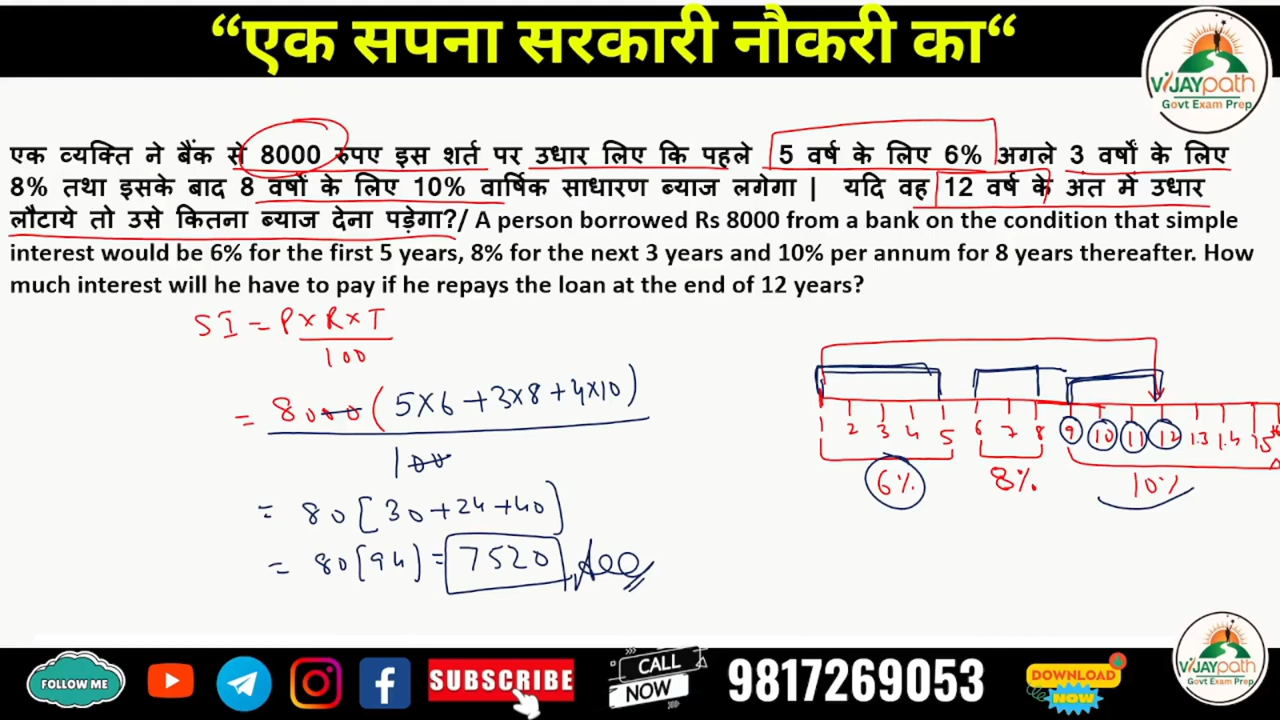 “एक सपना सरकारी नौकरी का“
VIJAYpath
Govt Exam Prep
एक व्यक्ति ने बैंक से 8000 रुपए इस शर्त पर उधार लिए कि पहले 5 वर्ष के लिए 6% अगले 3 वर्षों के लिए
8% तथा इसके बाद 8 वर्षों के लिए 10% वार्षिक साधारण ब्याज लगेगा | यदि वह 12 वर्ष के अत में उधार
लौटाये तो उसे कितना ब्याज देना पड़ेगा?/ A person borrowed Rs 8000 from a bank on the condition that simple
interest would be 6% for the first 5 years, 8% for the next 3 years and 10% per annum for 8 years thereafter. How
much interest will he have to pay if he repays the loan at the end of 12 years?
SI = P×R×T
100
= 8000 (5×6+3×8+4×10)
100
= 80 [30+24+40]
= 80[94] = 7520 Ans
1 2 3 4 5 6 7 8 9 10 11 12 13 14 15
6% 8% 10%
FOLLOW ME
SUBSCRIBE
CALL
NOW
9817269053
DOWNLOAD
NOW
VIJAYpath
Govt Exam Prep